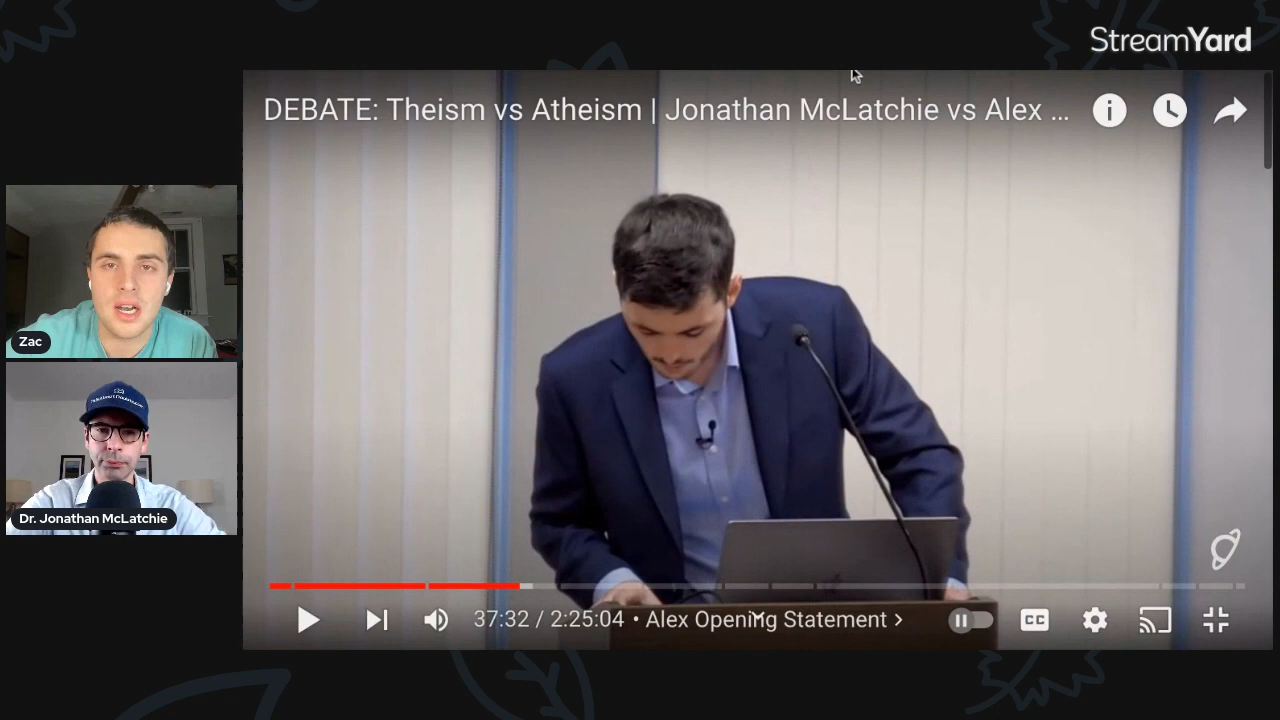 StreamYard
DEBATE: Theism vs Atheism | Jonathan McLatchie vs Alex ...
Zac
Dr. Jonathan McLatchie
37:32 / 2:25:04 • Alex Opening Statement ›
CC